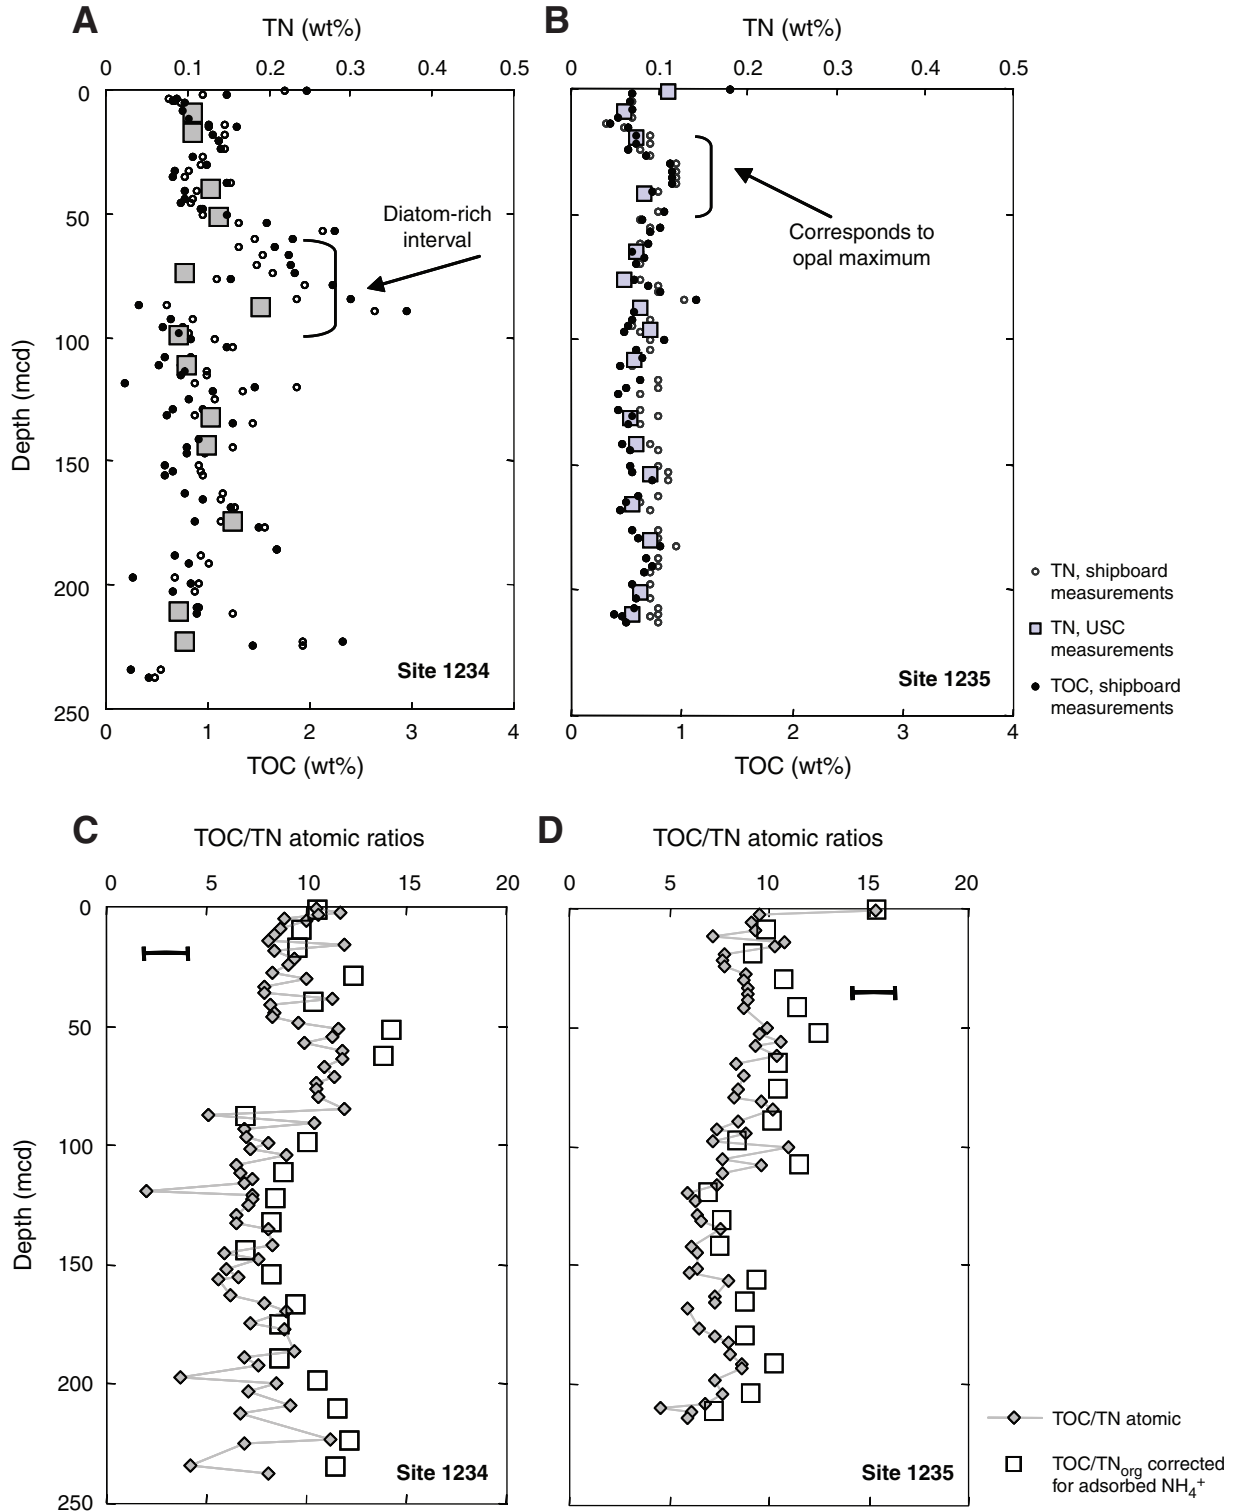 A
TN (wt%)
0 0.1 0.2 0.3 0.4 0.5
0
50
100
150
200
250
Depth (mcd)
Diatom-rich
interval
Site 1234
0 1 2 3 4
TOC (wt%)
B
TN (wt%)
0 0.1 0.2 0.3 0.4 0.5
0
50
100
150
200
Corresponds to
opal maximum
Site 1235
0 1 2 3 4
TOC (wt%)
TN, shipboard
measurements
TN, USC
measurements
TOC, shipboard
measurements
C
TOC/TN atomic ratios
0 5 10 15 20
0
50
100
150
200
250
Depth (mcd)
Site 1234
D
TOC/TN atomic ratios
0 5 10 15 20
Site 1235
TOC/TN atomic
TOC/TNorg corrected
for adsorbed NH4+